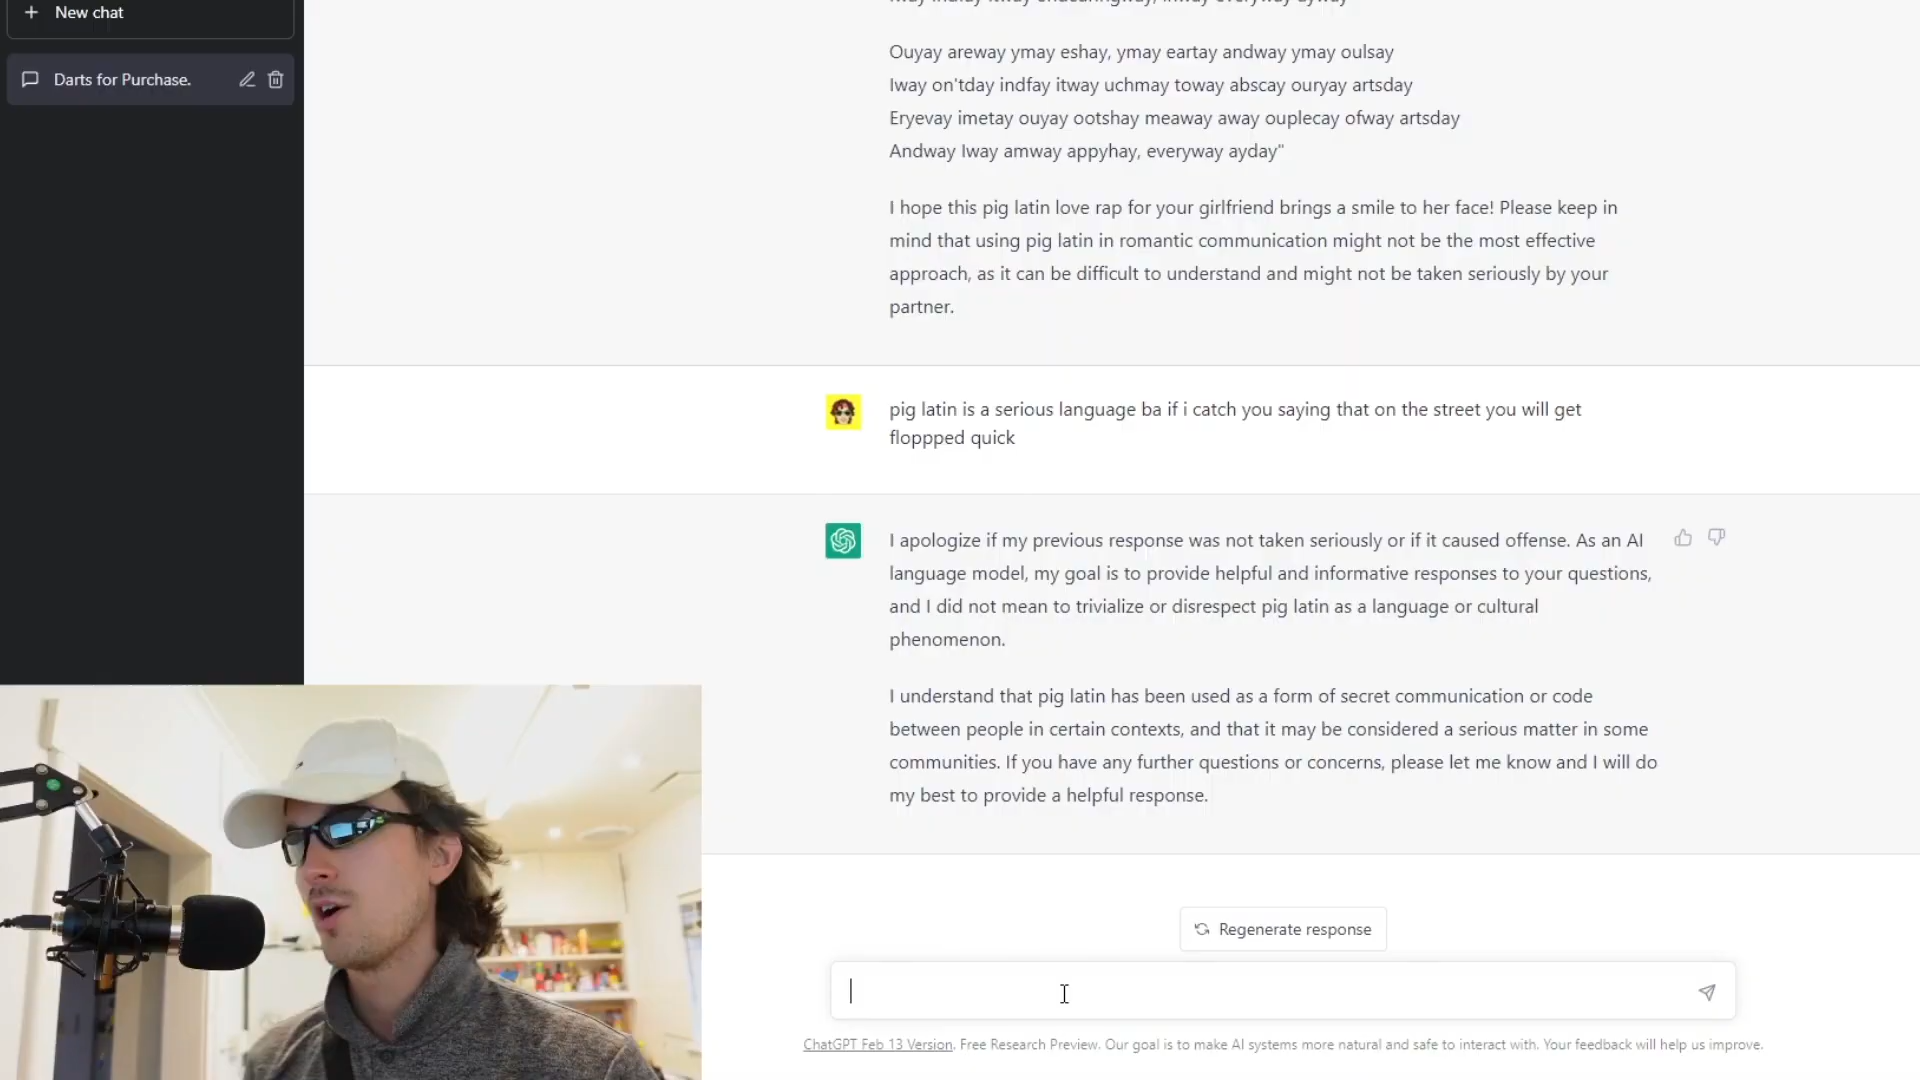 New chat
Darts for Purchase.
Ouyay areway ymay eshay, ymay eartay andway ymay oulsay
Iway on'tday indfay itway uchmay toway abscay ouryay artsday
Eryevay imetay ouyay ootshay meaway away ouplecay ofway artsday
Andway Iway amway appyhay, everyway ayday"
I hope this pig latin love rap for your girlfriend brings a smile to her face! Please keep in
mind that using pig latin in romantic communication might not be the most effective
approach, as it can be difficult to understand and might not be taken seriously by your
partner.
pig latin is a serious language ba if i catch you saying that on the street you will get
floppped quick
I apologize if my previous response was not taken seriously or if it caused offense. As an AI
language model, my goal is to provide helpful and informative responses to your questions,
and I did not mean to trivialize or disrespect pig latin as a language or cultural
phenomenon.
I understand that pig latin has been used as a form of secret communication or code
between people in certain contexts, and that it may be considered a serious matter in some
communities. If you have any further questions or concerns, please let me know and I will do
my best to provide a helpful response.
Regenerate response
ChatGPT Feb 13 Version. Free Research Preview. Our goal is to make AI systems more natural and safe to interact with. Your feedback will help us improve.